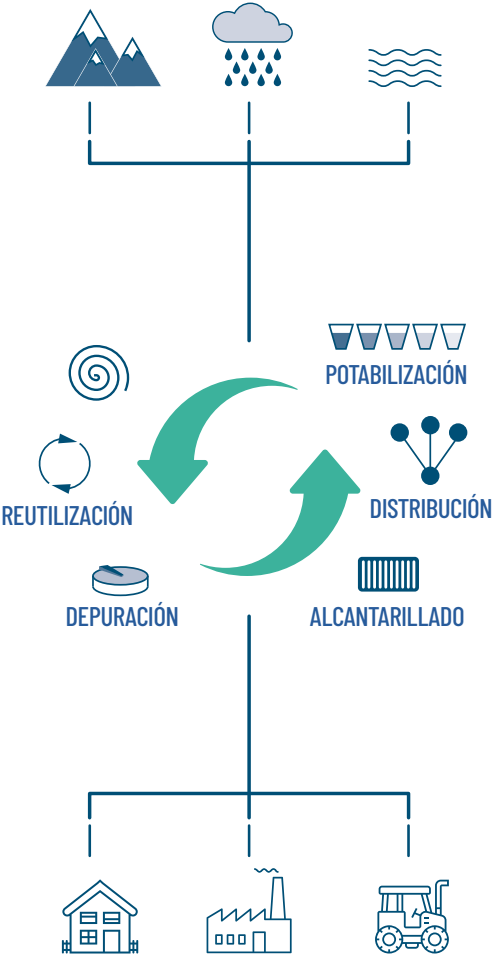 POTABILIZACIÓN
DISTRIBUCIÓN
REUTILIZACIÓN
DEPURACIÓN
ALCANTARILLADO